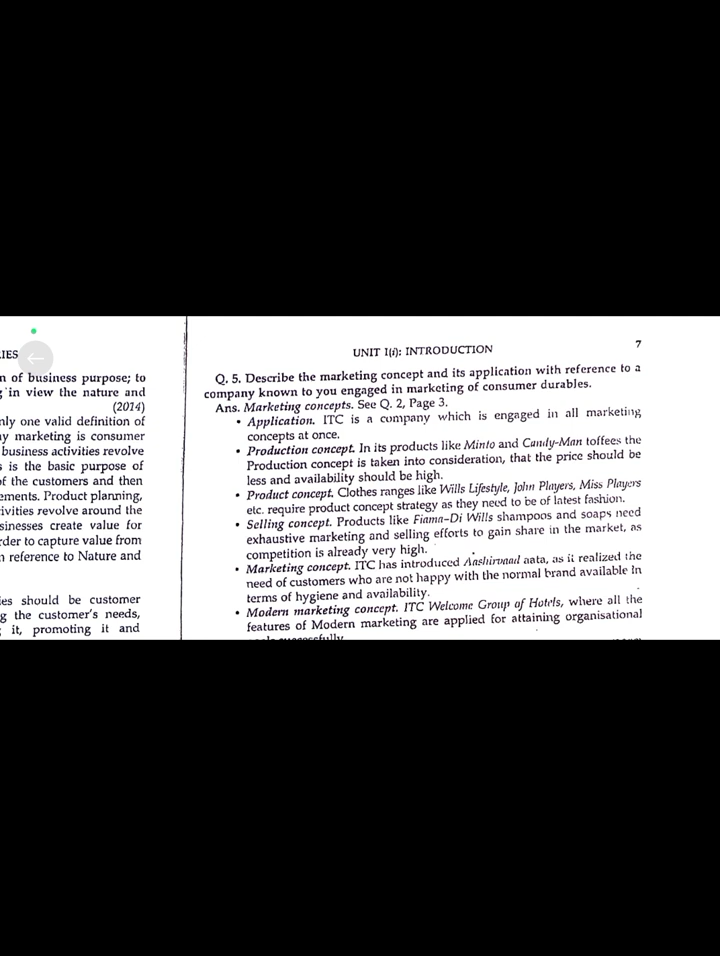 IES
n of business purpose; to
in view the nature and
(2014)
nly one valid definition of
y marketing is consumer
business activities revolve
s is the basic purpose of
of the customers and then
ements. Product planning,
tivities revolve around the
sinesses create value for
rder to capture value from
n reference to Nature and
ies should be customer
g the customer's needs,
; it, promoting it and
UNIT I(i): INTRODUCTION
7
Q. 5. Describe the marketing concept and its application with reference to a
company known to you engaged in marketing of consumer durables.
Ans. Marketing concepts. See Q. 2, Page 3.
• Application. ITC is a company which is engaged in all marketing
concepts at once.
• Production concept. In its products like Minto and Candy-Man toffees the
Production concept is taken into consideration, that the price should be
less and availability should be high.
• Product concept. Clothes ranges like Wills Lifestyle, John Players, Miss Players
etc. require product concept strategy as they need to be of latest fashion.
• Selling concept. Products like Fiama-Di Wills shampoos and soaps need
exhaustive marketing and selling efforts to gain share in the market, as
competition is already very high.
• Marketing concept. ITC has introduced Aashirvaad aata, as it realized the
need of customers who are not happy with the normal brand available in
terms of hygiene and availability.
• Modern marketing concept. ITC Welcome Group of Hotels, where all the
features of Modern marketing are applied for attaining organisational
successfully